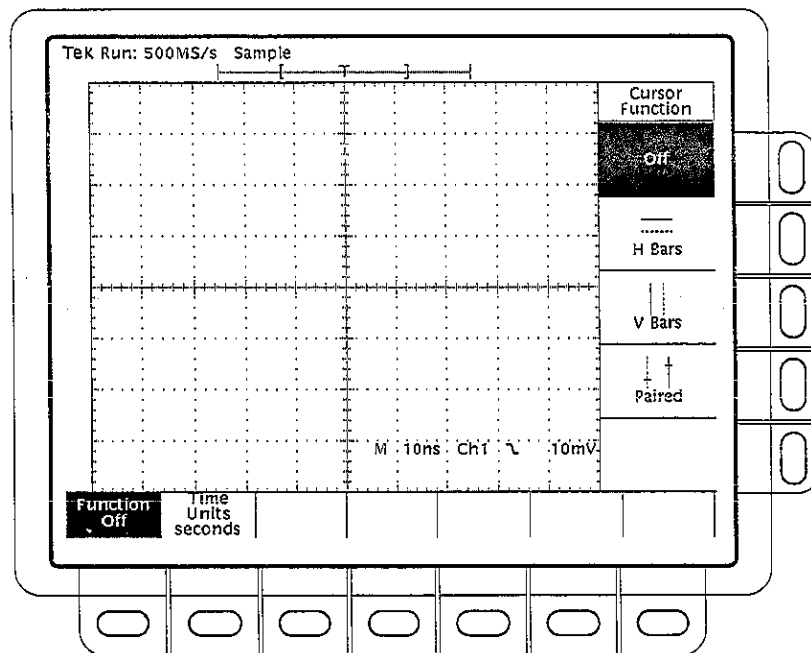 Tek Run: 500MS/s Sample
Cursor
Function
Off
H Bars
V Bars
Paired
M 10ns Ch1 10mV
Function
Off
Time
Units
seconds